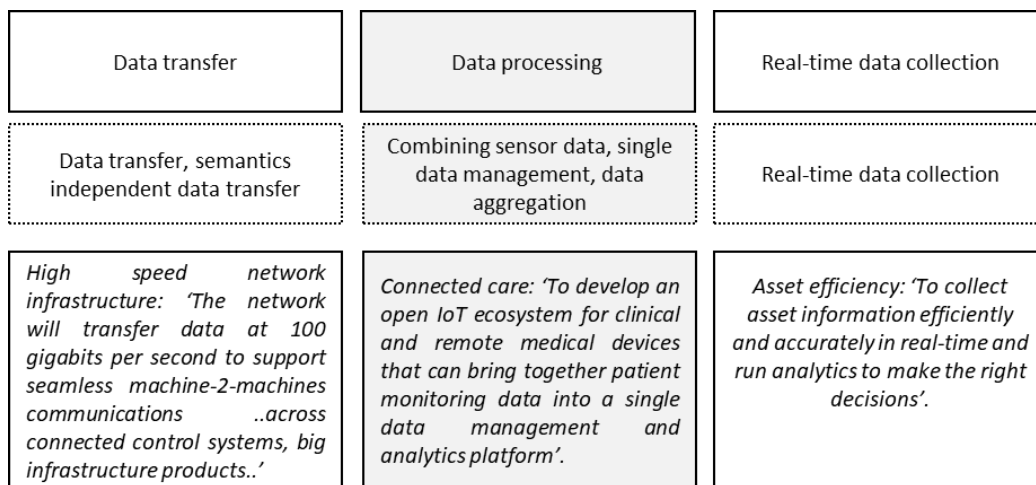 Data transfer
Data processing
Real-time data collection
Data transfer, semantics
independent data transfer
Combining sensor data, single
data management, data
aggregation
Real-time data collection
High speed network
infrastructure: ‘The network
will transfer data at 100
gigabits per second to support
seamless machine-2-machines
communications ..across
connected control systems, big
infrastructure products..’
Connected care: ‘To develop an
open IoT ecosystem for clinical
and remote medical devices
that can bring together patient
monitoring data into a single
data management and
analytics platform’.
Asset efficiency: ‘To collect
asset information efficiently
and accurately in real-time and
run analytics to make the right
decisions’.